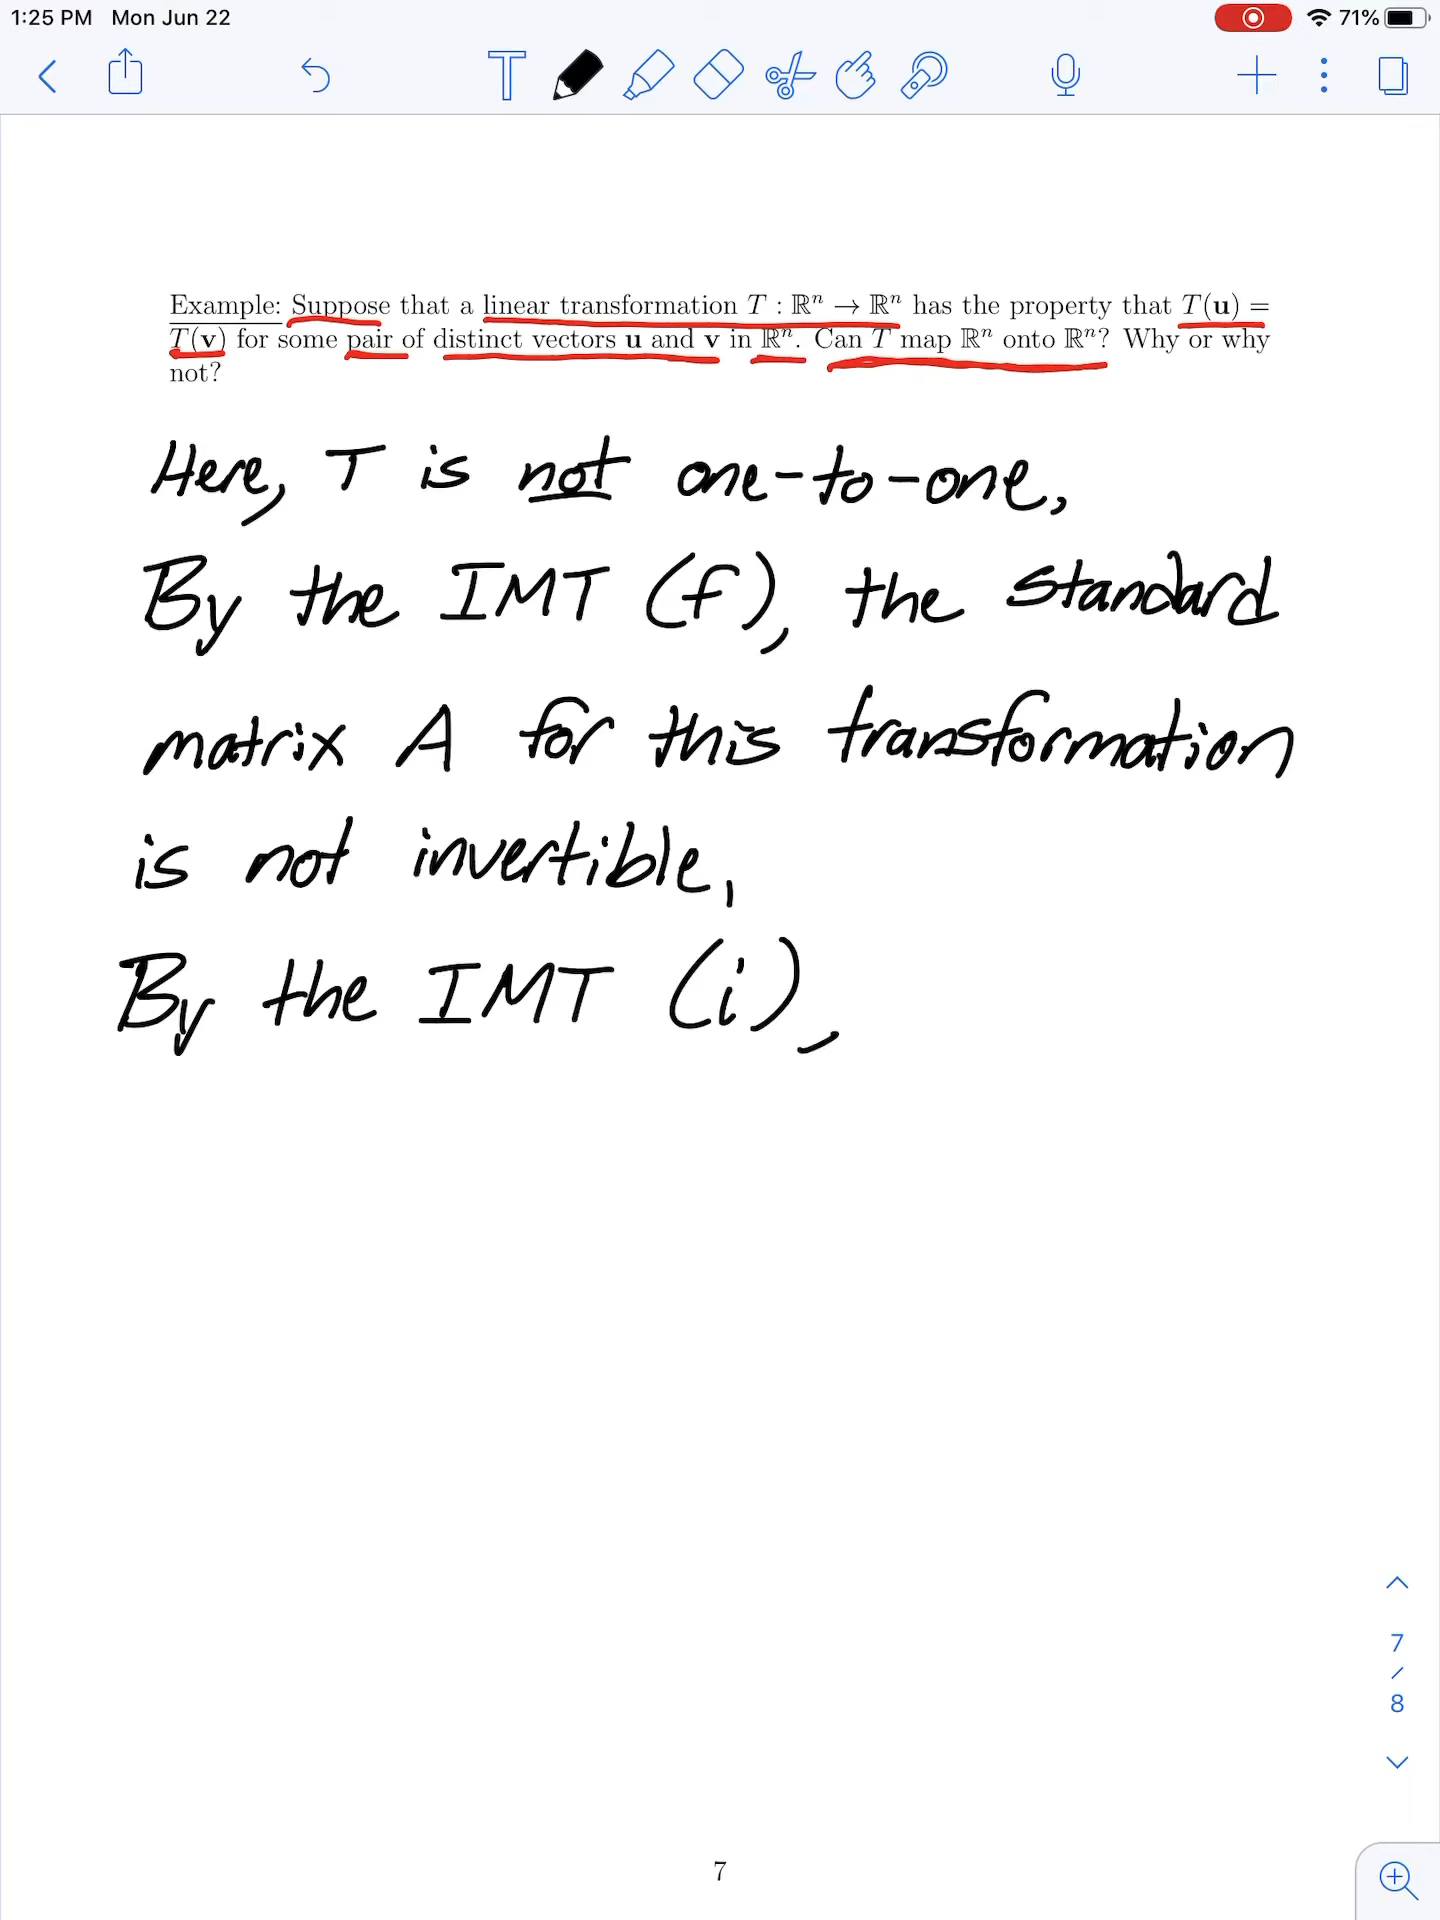 1:25 PM Mon Jun 22 71%
T
Example: Suppose that a linear transformation T : ℝⁿ → ℝⁿ has the property that T(u) =
T(v) for some pair of distinct vectors u and v in ℝⁿ. Can T map ℝⁿ onto ℝⁿ? Why or why
not?
Here, T is not one-to-one,
By the IMT (f), the standard
matrix A for this transformation
is not invertible,
By the IMT (i),
7
/
8
7